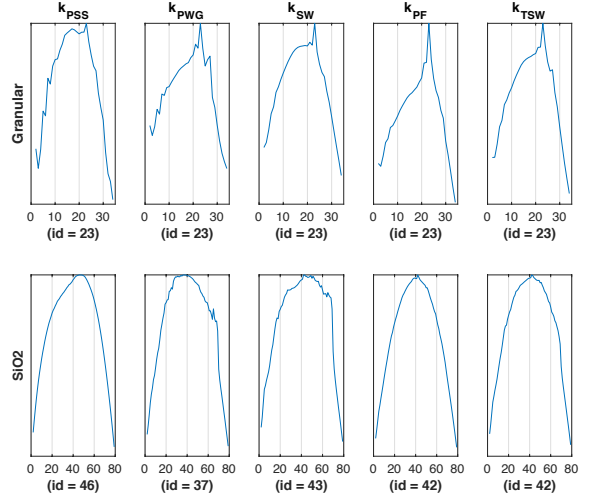 k_PSS k_PWG k_SW k_PF k_TSW
Granular
0 10 20 30 0 10 20 30 0 10 20 30 0 10 20 30 0 10 20 30
(id = 23) (id = 23) (id = 23) (id = 23) (id = 23)
SiO2
0 20 40 60 80 0 20 40 60 80 0 20 40 60 80 0 20 40 60 80 0 20 40 60 80
(id = 46) (id = 37) (id = 43) (id = 42) (id = 42)